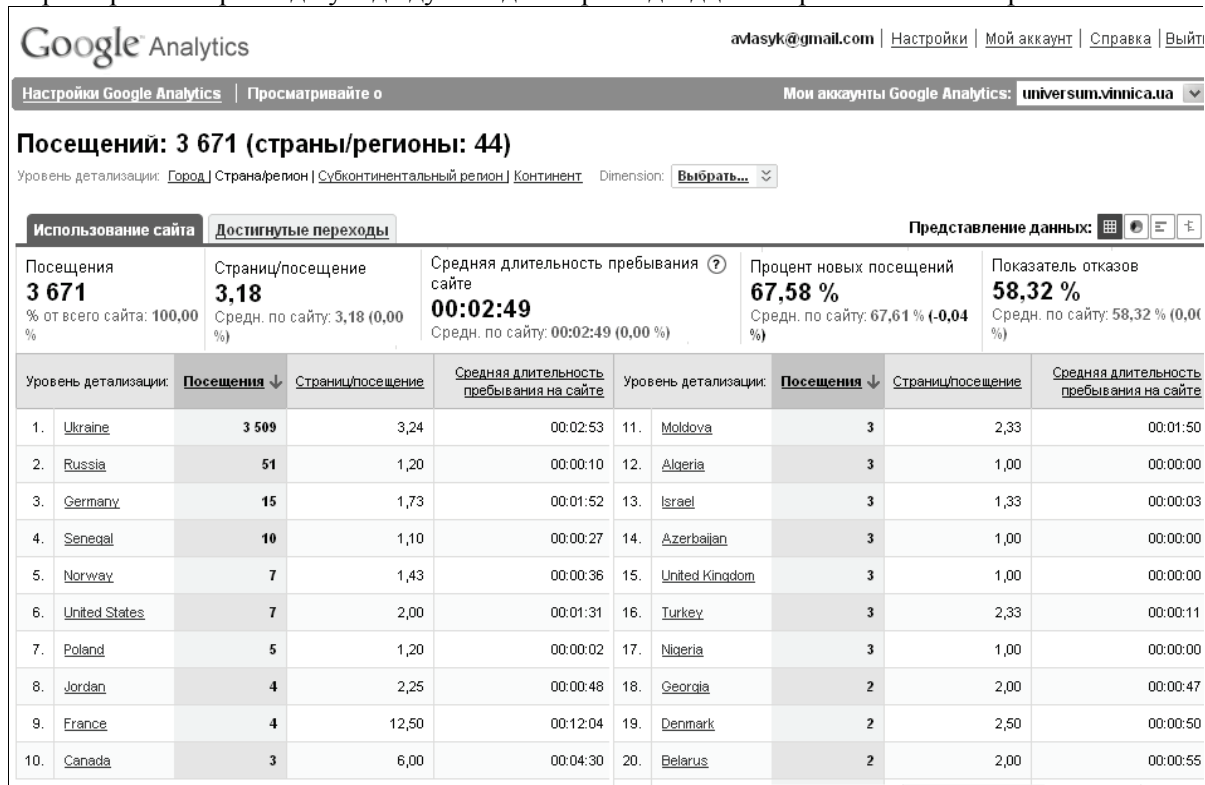 Google Analytics
avlasyk@gmail.com | Настройки | Мой аккаунт | Справка | Выйти
Настройки Google Analytics | Просматривайте о
Мои аккаунты Google Analytics: universum.vinnica.ua
Посещений: 3 671 (страны/регионы: 44)
Уровень детализации: Город | Страна/регион | Субконтинентальный регион | Континент Dimension: Выбрать...
Использование сайта Достигнутые переходы Представление данных:
Посещения
3 671
% от всего сайта: 100,00
%
Страниц/посещение
3,18
Средн. по сайту: 3,18 (0,00
%)
Средняя длительность пребывания ?
сайте
00:02:49
Средн. по сайту: 00:02:49 (0,00 %)
Процент новых посещений
67,58 %
Средн. по сайту: 67,61 % (-0,04
%)
Показатель отказов
58,32 %
Средн. по сайту: 58,32 % (0,0
%)
Уровень детализации: Посещения ↓ Страниц/посещение Средняя длительность пребывания на сайте Уровень детализации: Посещения ↓ Страниц/посещение Средняя длительность пребывания на сайте
1. Ukraine 3 509 3,24 00:02:53 11. Moldova 3 2,33 00:01:50
2. Russia 51 1,20 00:00:10 12. Algeria 3 1,00 00:00:00
3. Germany 15 1,73 00:01:52 13. Israel 3 1,33 00:00:03
4. Senegal 10 1,10 00:00:27 14. Azerbaijan 3 1,00 00:00:00
5. Norway 7 1,43 00:00:36 15. United Kingdom 3 1,00 00:00:00
6. United States 7 2,00 00:01:31 16. Turkey 3 2,33 00:00:11
7. Poland 5 1,20 00:00:02 17. Nigeria 3 1,00 00:00:00
8. Jordan 4 2,25 00:00:48 18. Georgia 2 2,00 00:00:47
9. France 4 12,50 00:12:04 19. Denmark 2 2,50 00:00:50
10. Canada 3 6,00 00:04:30 20. Belarus 2 2,00 00:00:55